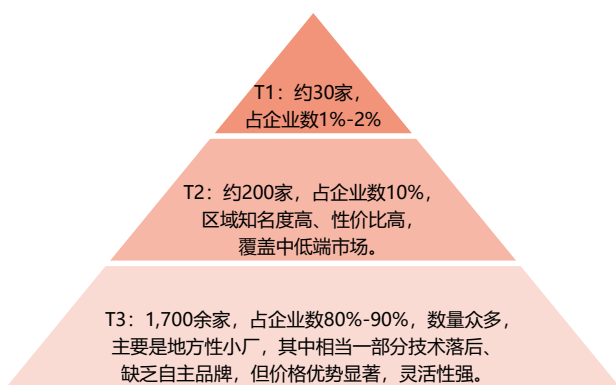 T1：约30家，
占企业数1%-2%
T2：约200家，占企业数10%，
区域知名度高、性价比高，
覆盖中低端市场。
T3：1,700余家，占企业数80%-90%，数量众多，
主要是地方性小厂，其中相当一部分技术落后、
缺乏自主品牌，但价格优势显著，灵活性强。